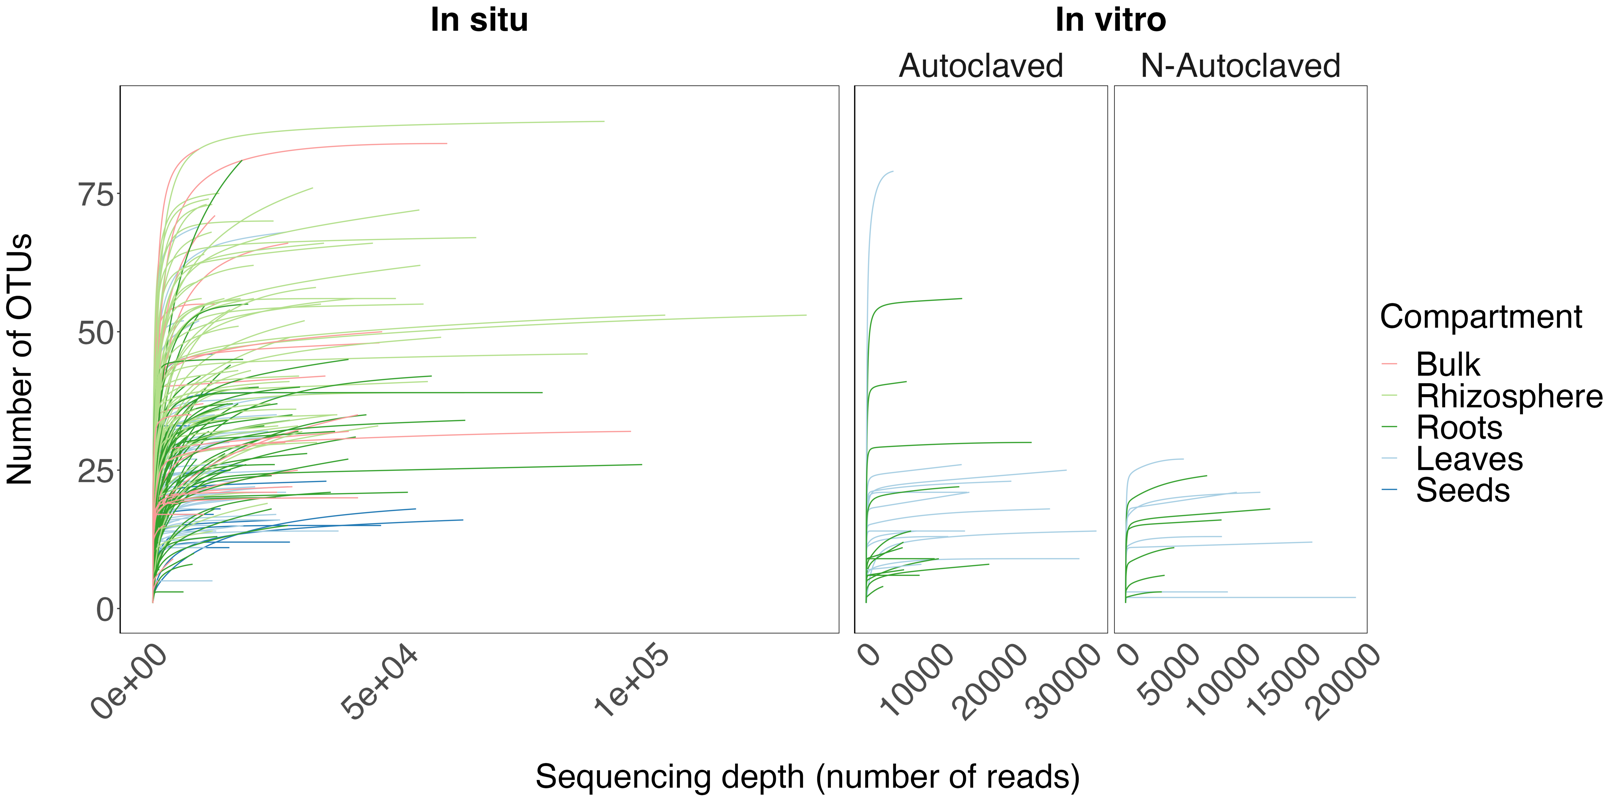 In situ
In vitro
Autoclaved
N-Autoclaved
Number of OTUs
75
50
25
0
0e+00
5e+04
1e+05
0
10000
20000
30000
0
5000
10000
15000
20000
Sequencing depth (number of reads)
Compartment
Bulk
Rhizosphere
Roots
Leaves
Seeds